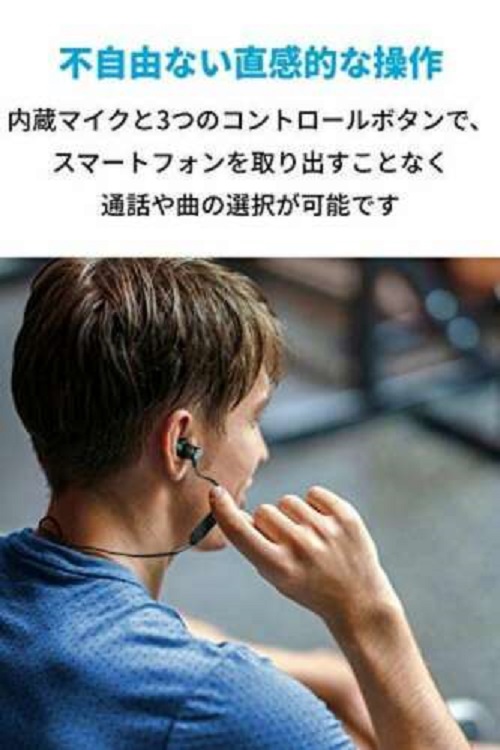 不自由ない直感的な操作
内蔵マイクと3つのコントロールボタンで、
スマートフォンを取り出すことなく
通話や曲の選択が可能です